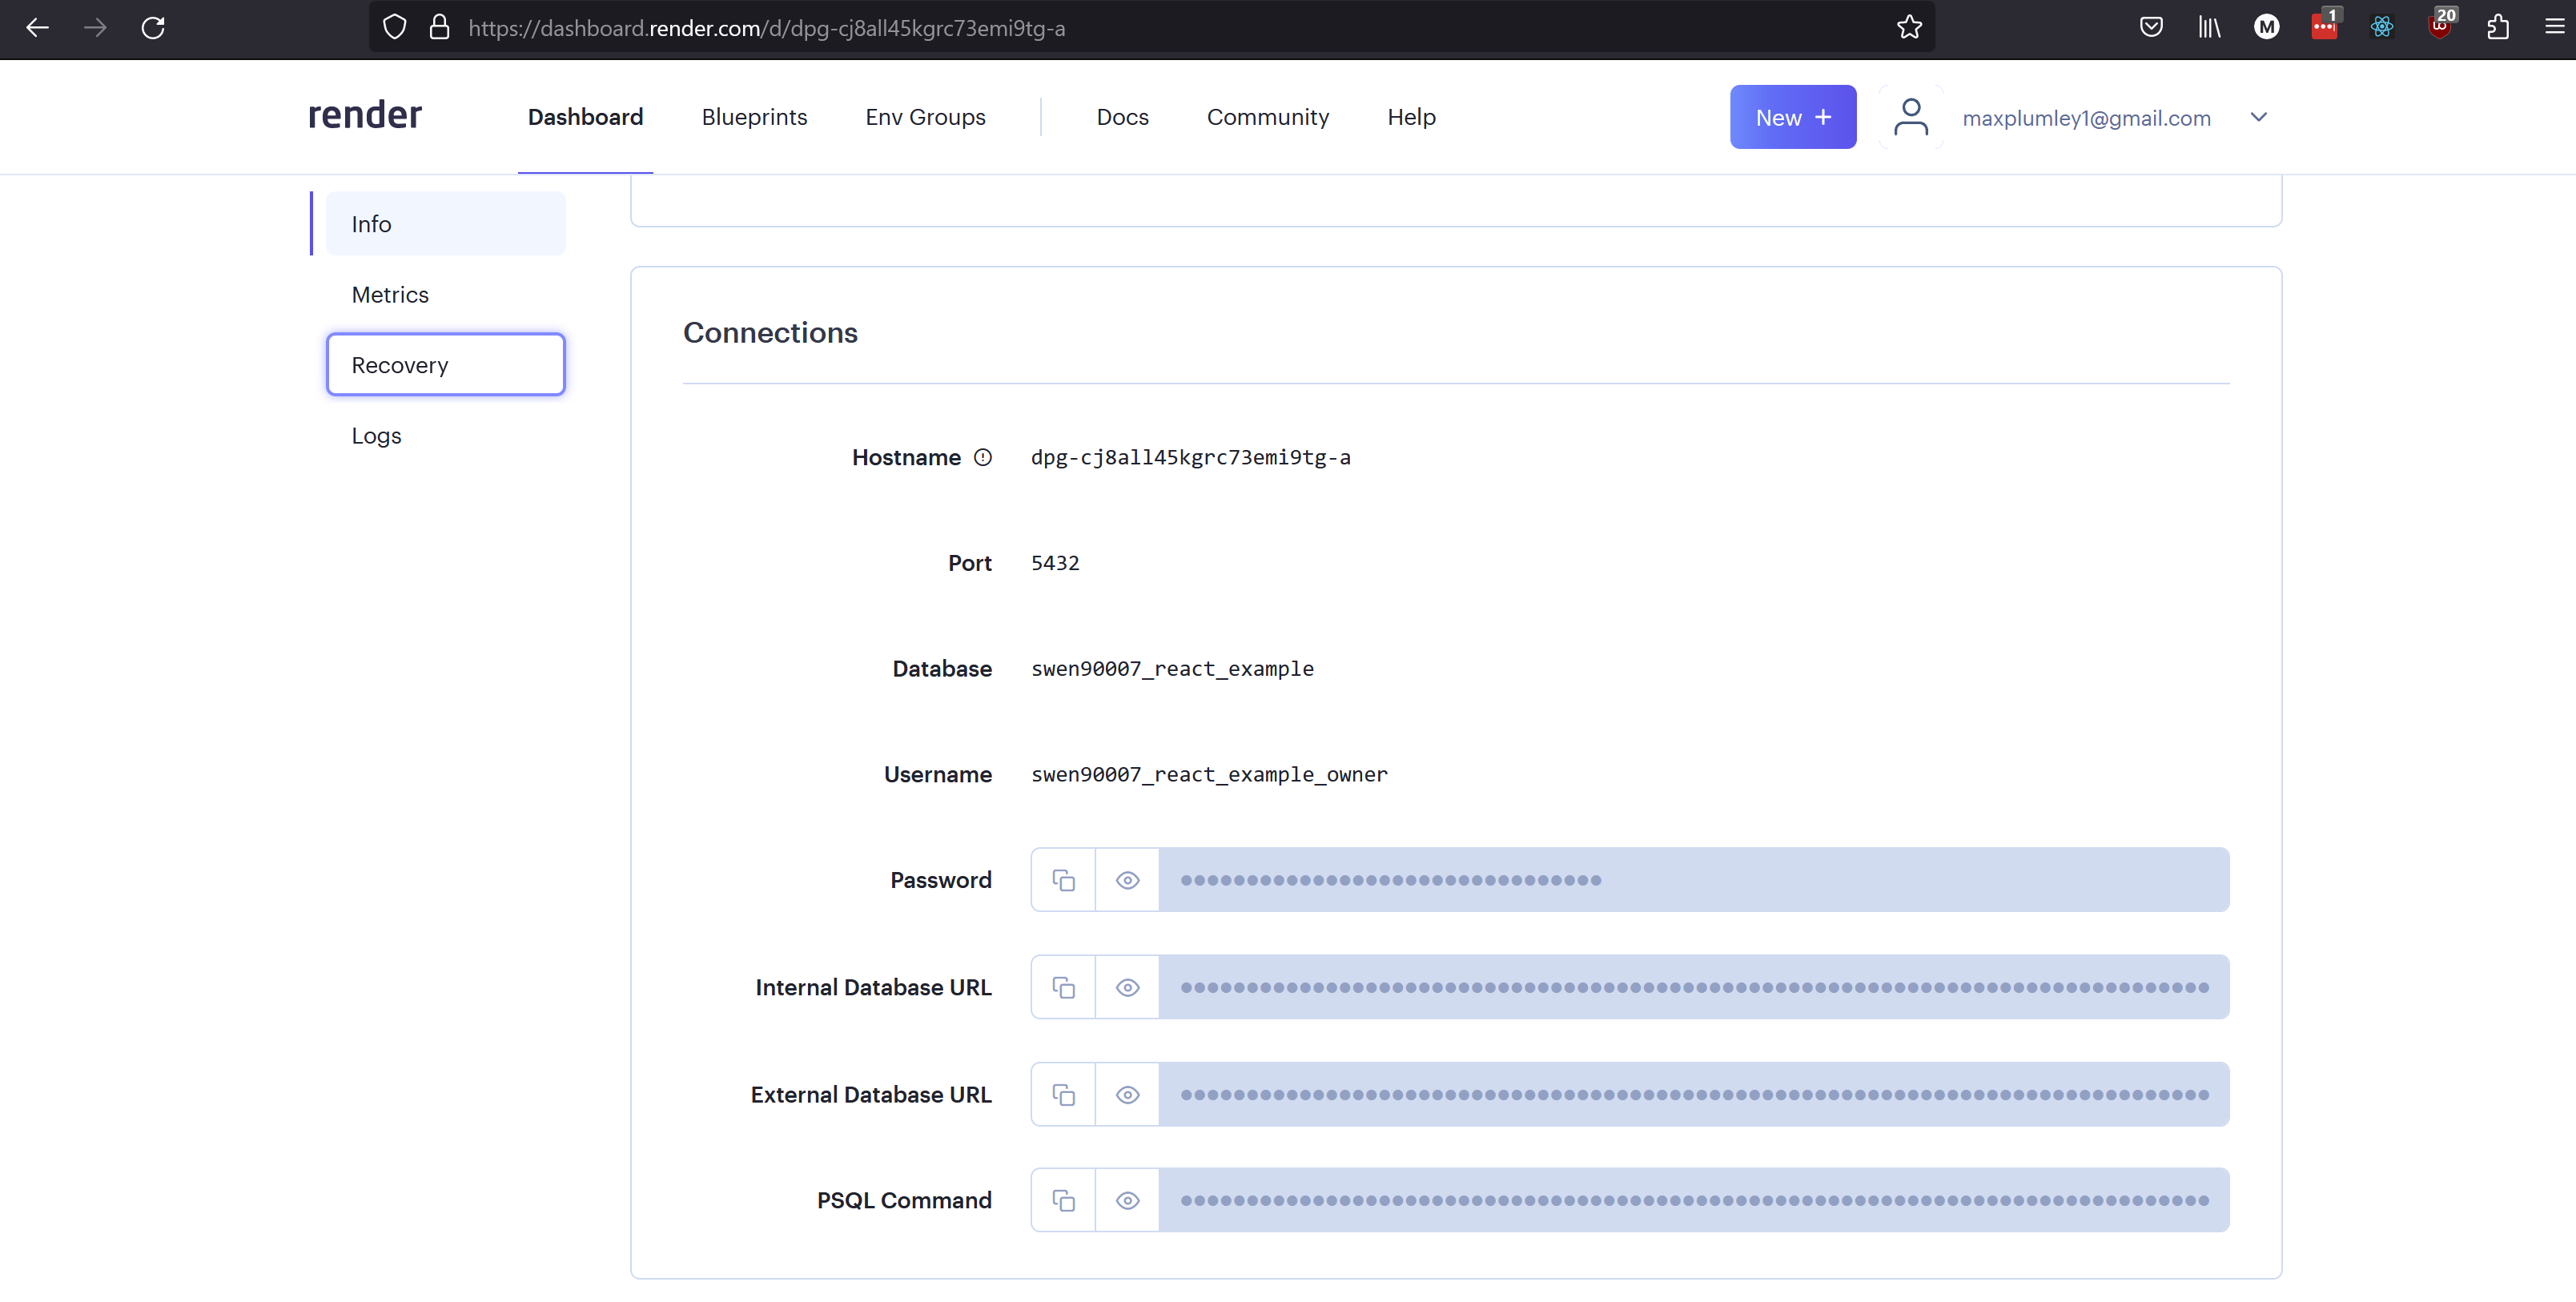 https://dashboard.render.com/d/dpg-cj8all45kgrc73emi9tg-a
M
1
20
render
Dashboard
Blueprints
Env Groups
Docs
Community
Help
New +
maxplumley1@gmail.com
Info
Metrics
Recovery
Logs
Connections
Hostname dpg-cj8all45kgrc73emi9tg-a
Port 5432
Database swen90007_react_example
Username swen90007_react_example_owner
Password
Internal Database URL
External Database URL
PSQL Command